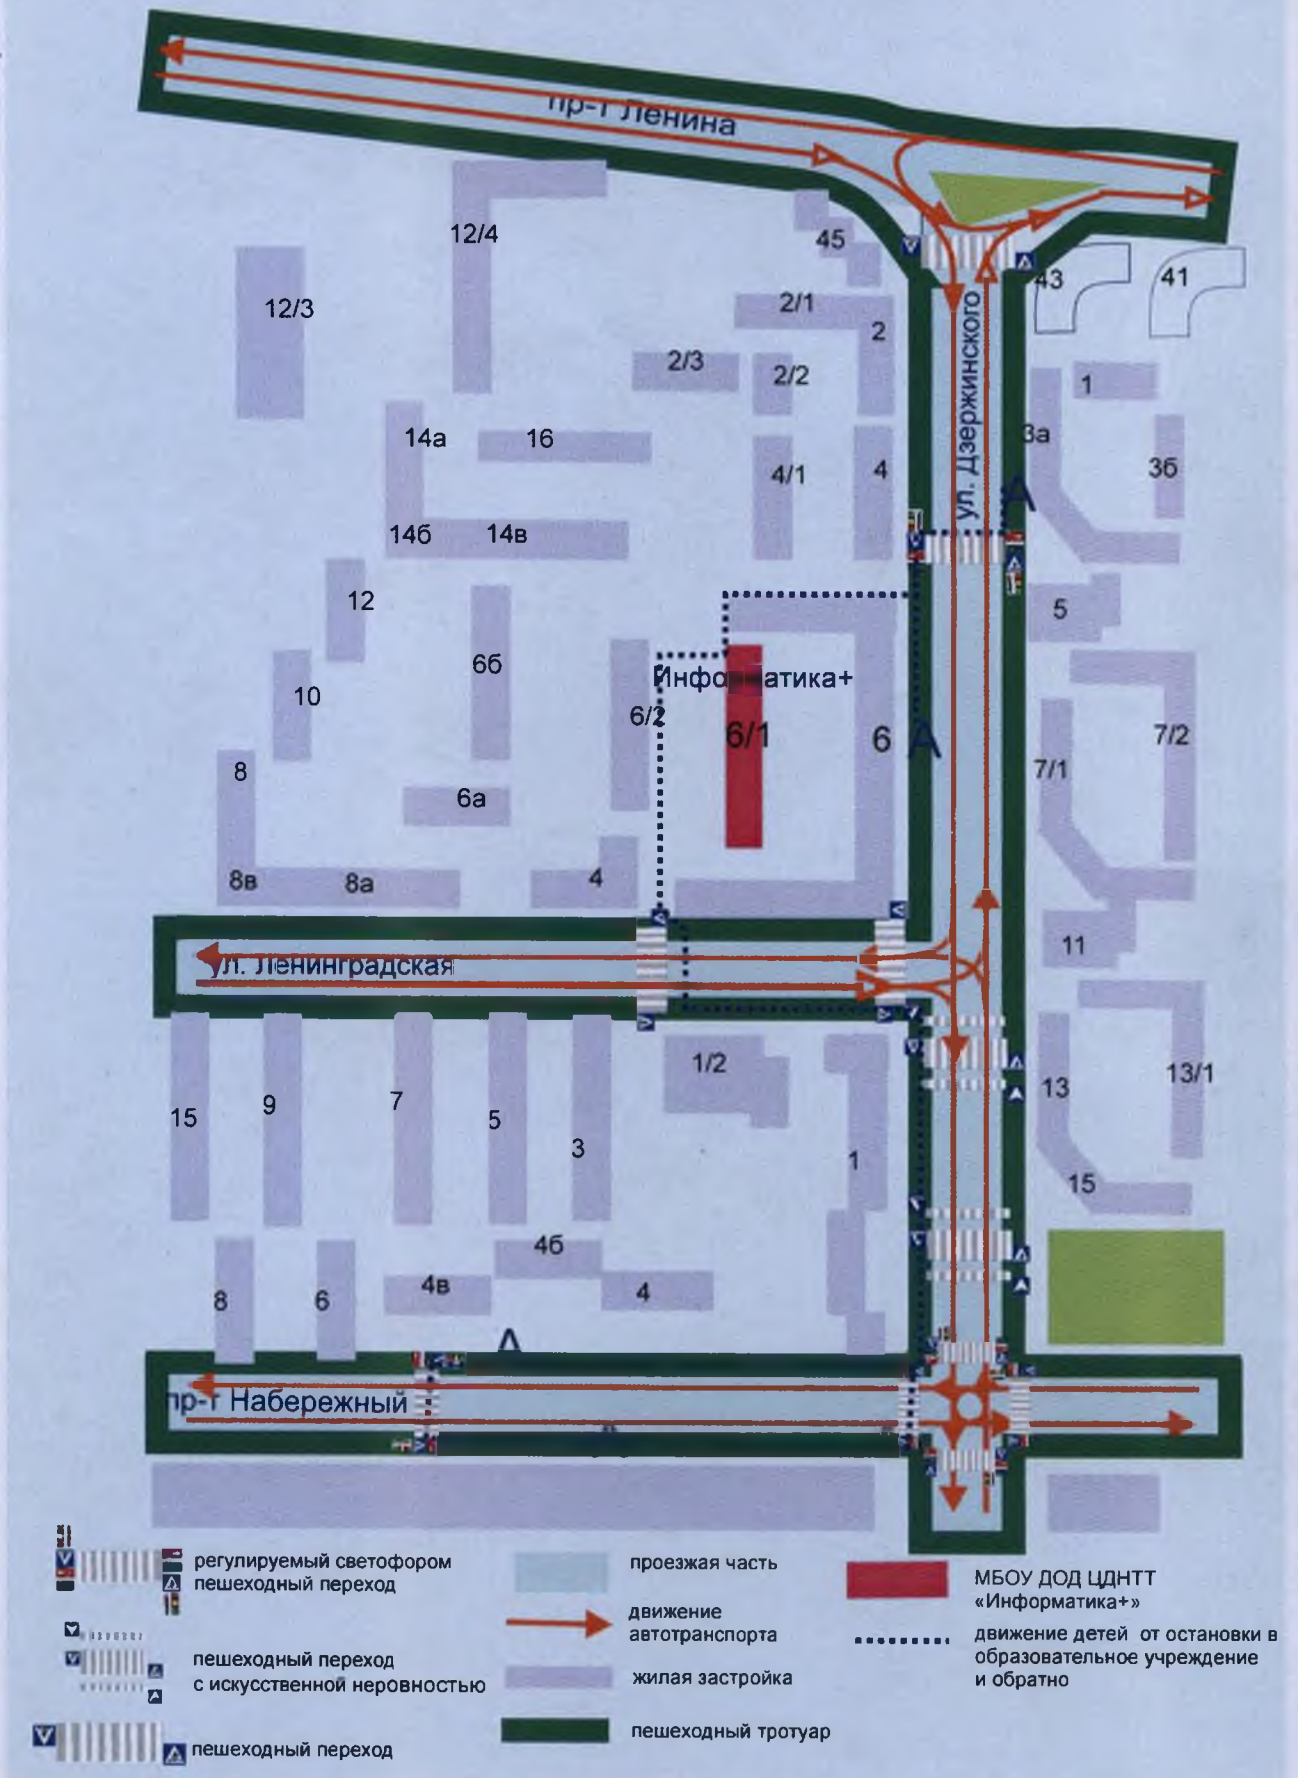 пр-т Ленина
12/4
45
12/3
43
41
2/1
2
2/3
2/2
1
ул. Дзержинского
14а
16
3а
3б
4/1
4
А
14б
14в
12
5
6б
Информатика+
10
6/2
6/1
6
А
7/2
7/1
8
6а
8в
8а
4
11
ул. Ленинградская
1/2
13
13/1
15
9
7
5
3
1
15
4б
8
6
4в
4
А
пр-т Набережный
регулируемый светофором
пешеходный переход
пешеходный переход
с искусственной неровностью
пешеходный переход
проезжая часть
движение
автотранспорта
жилая застройка
пешеходный тротуар
МБОУ ДОД ЦДНТТ
«Информатика+»
движение детей от остановки в
образовательное учреждение
и обратно